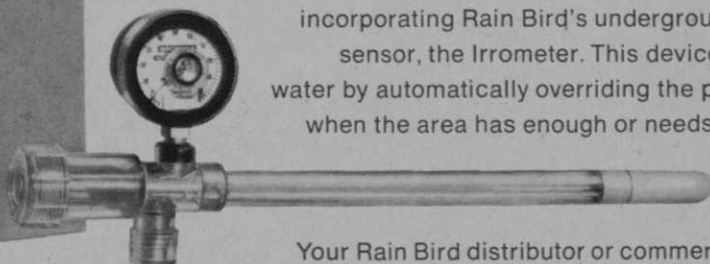 incorporating Rain Bird's undergrou
sensor, the Irrometer. This device
water by automatically overriding the p
when the area has enough or needs
Your Rain Bird distributor or commer